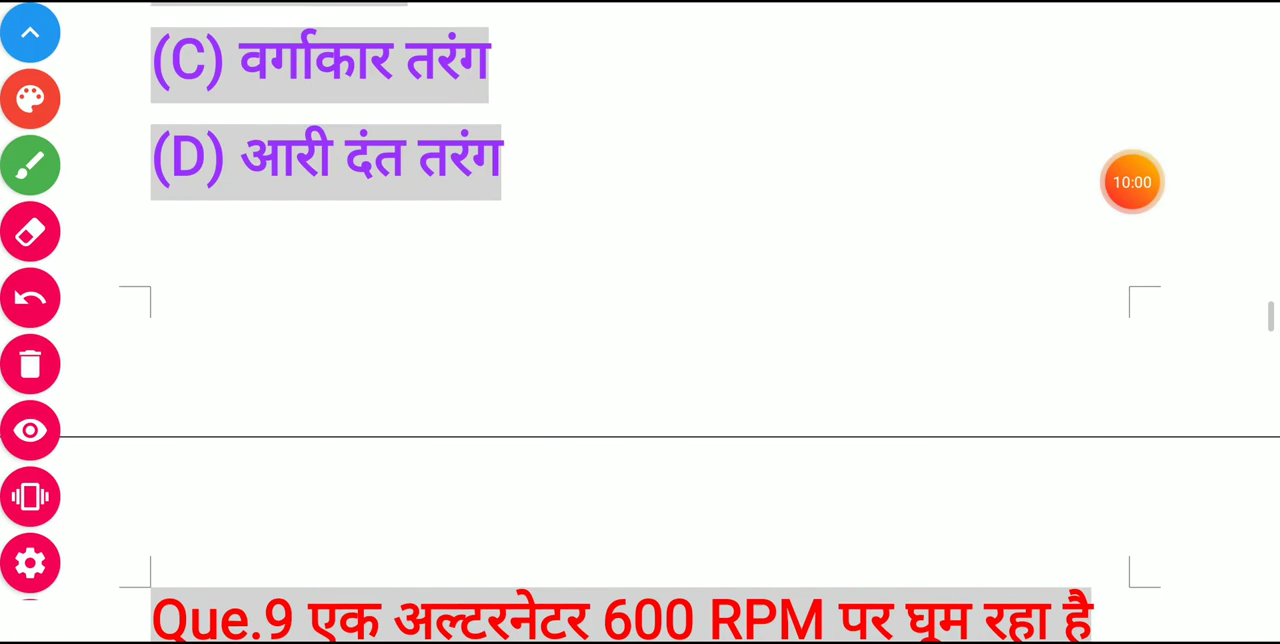 (C) वर्गाकार तरंग
(D) आरी दंत तरंग
10:00
Que.9 एक अल्टरनेटर 600 RPM पर घूम रहा है